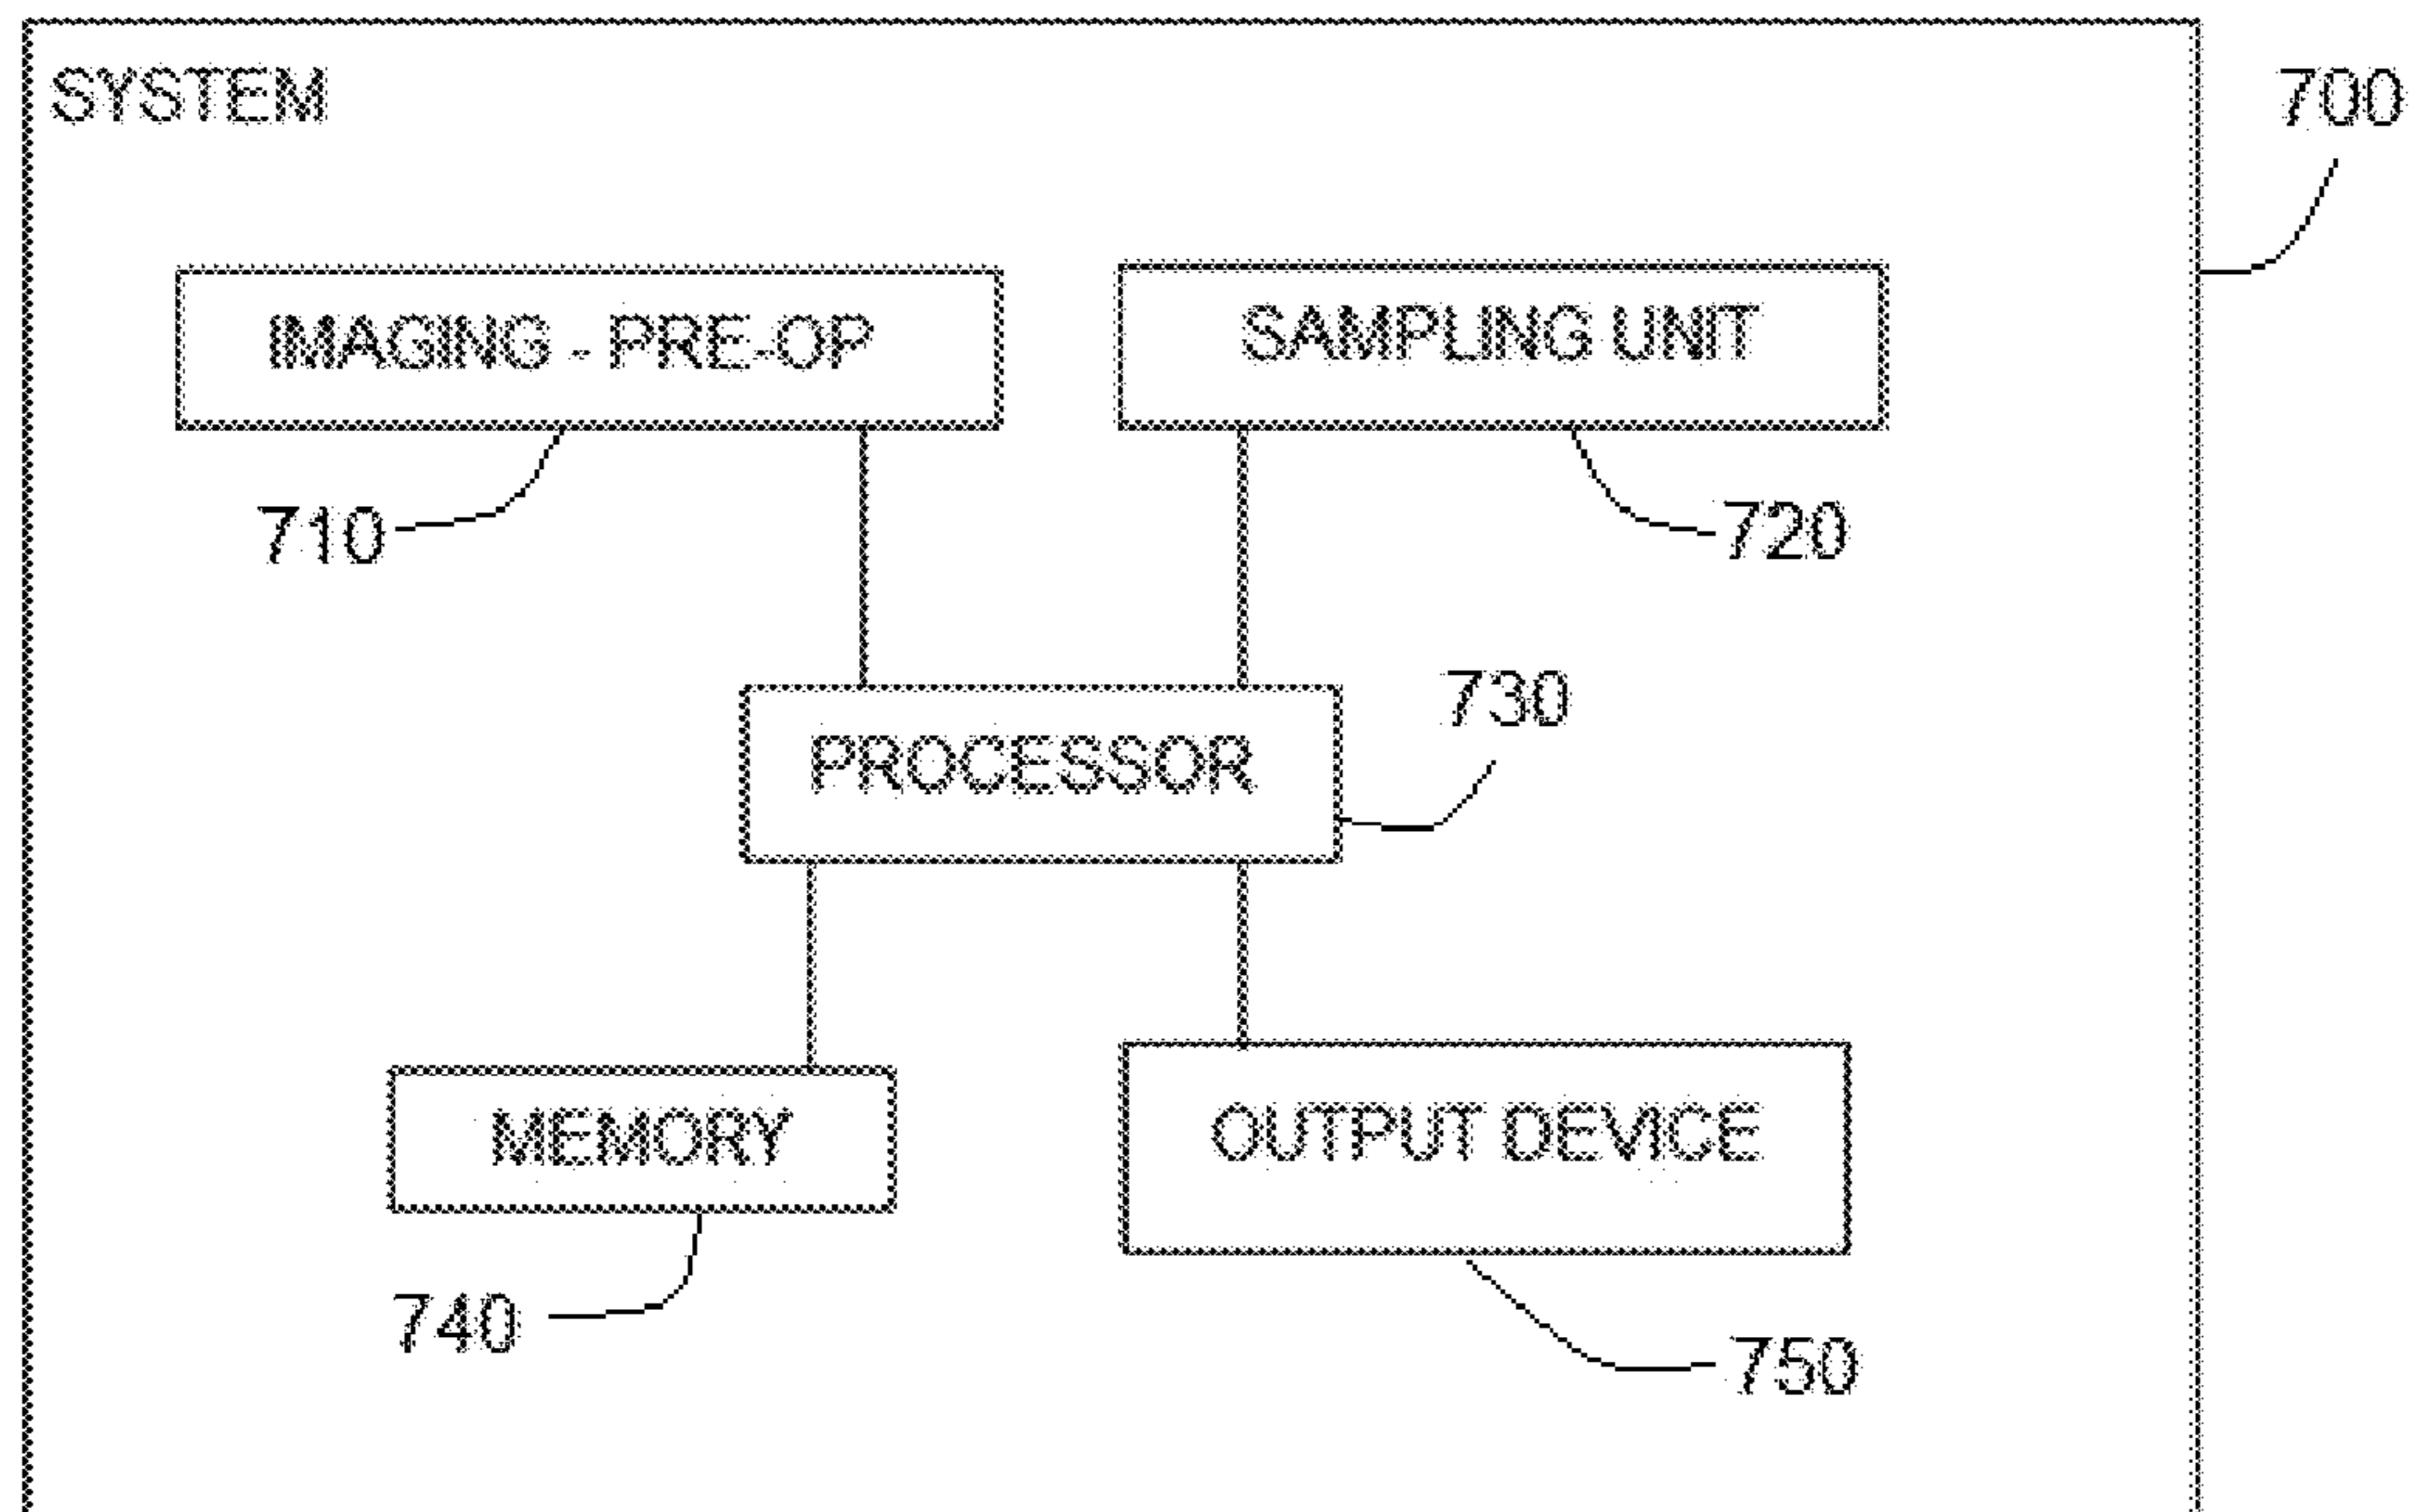 SYSTEM
700
IMAGING - PRE-OP
SAMPLING UNIT
710
720
730
PROCESSOR
MEMORY
OUTPUT DEVICE
740
750